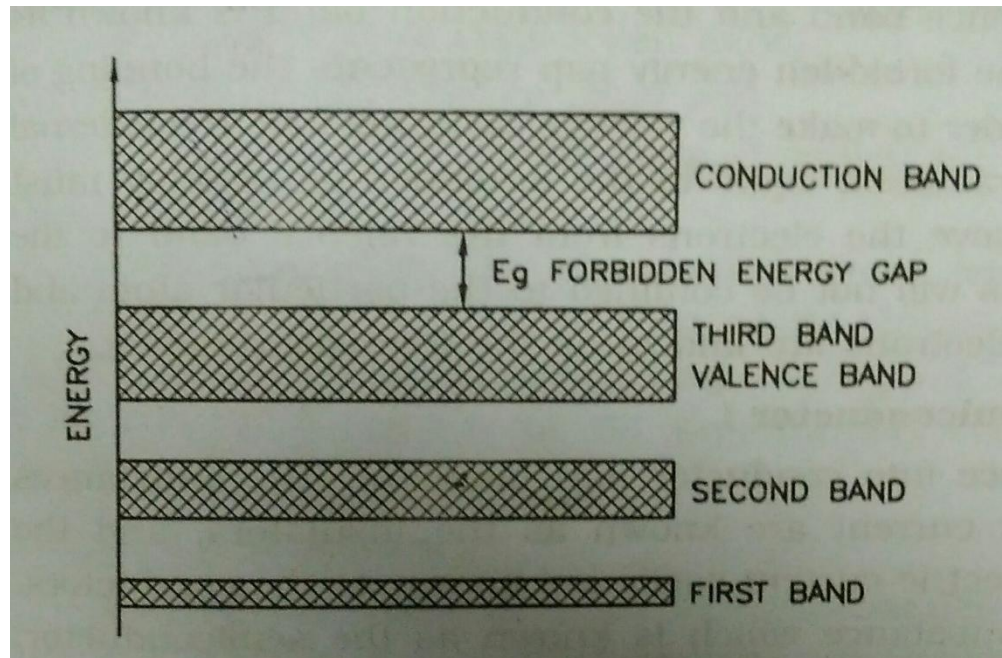 CONDUCTION BAND
Eg FORBIDDEN ENERGY GAP
THIRD BAND
VALENCE BAND
SECOND BAND
FIRST BAND
ENERGY